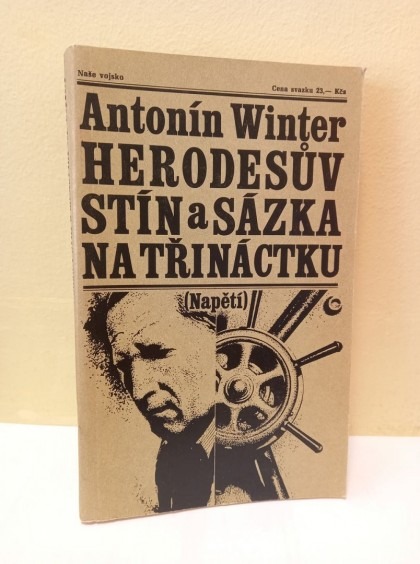 Naše vojsko
Cena svazku 23,— Kčs
Antonín Winter
HERODESŮV
STÍN a SÁZKA
NA TŘINÁCTKU
(Napětí)